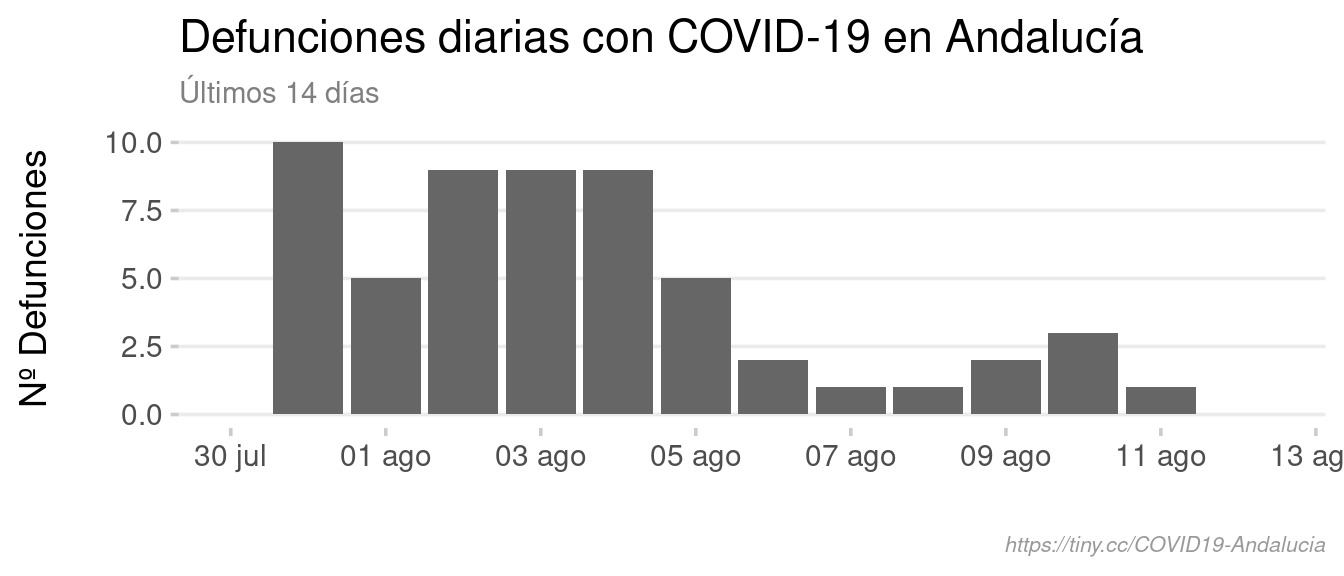 Defunciones diarias con COVID-19 en Andalucía
Últimos 14 días
Nº Defunciones
10.0
7.5
5.0
2.5
0.0
30 jul 01 ago 03 ago 05 ago 07 ago 09 ago 11 ago 13 ag
https://tiny.cc/COVID19-Andalucia